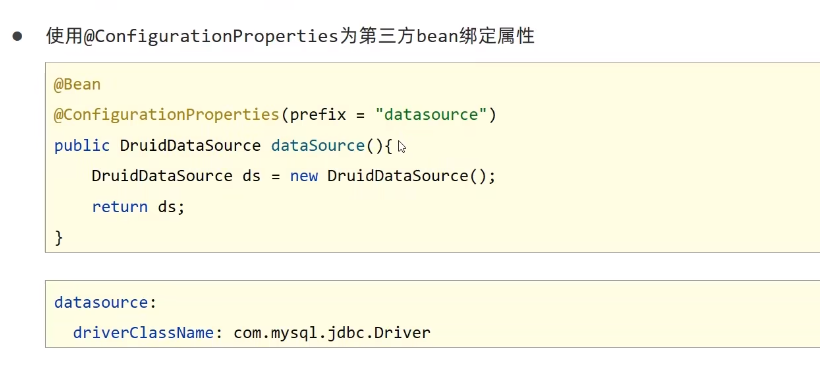 ● 使用@ConfigurationProperties为第三方bean绑定属性
@Bean
@ConfigurationProperties(prefix = "datasource")
public DruidDataSource dataSource(){
    DruidDataSource ds = new DruidDataSource();
    return ds;
}
datasource:
  driverClassName: com.mysql.jdbc.Driver